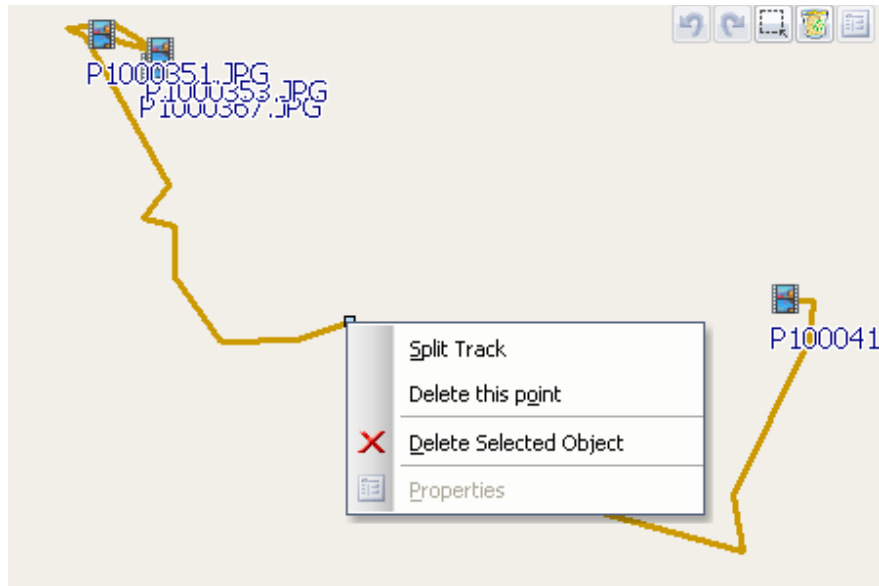 P1000351.JPG
P1000353.JPG
P1000367.JPG
P100041
Split Track
Delete this point
Delete Selected Object
Properties